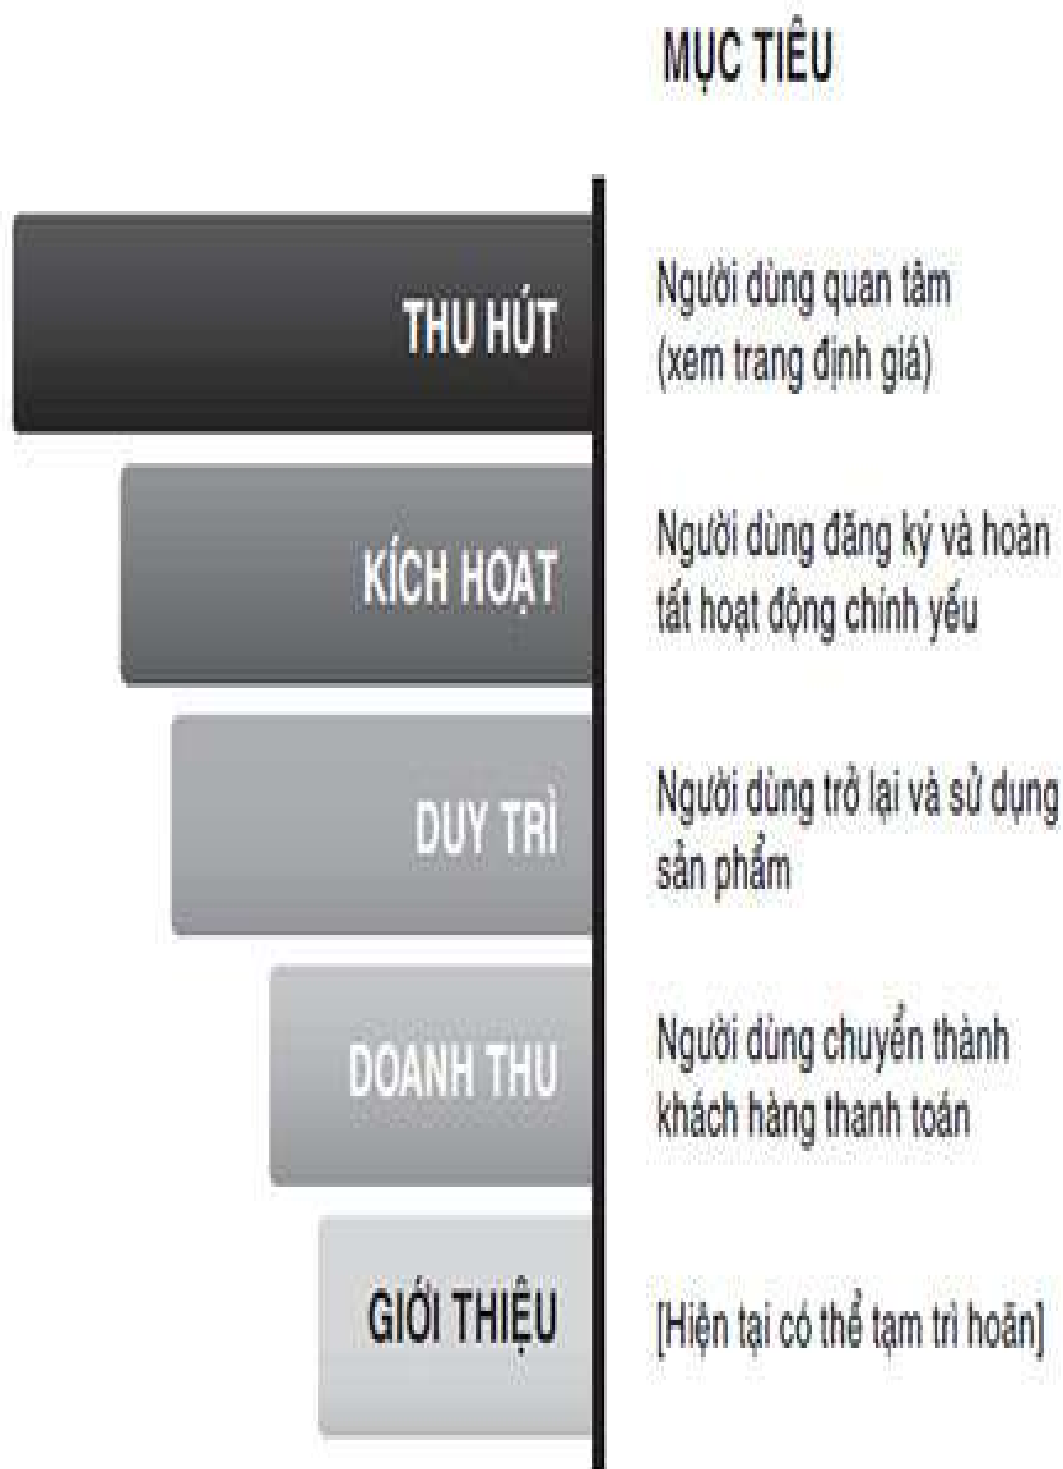 MỤC TIÊU
THU HÚT
Người dùng quan tâm
(xem trang định giá)
KÍCH HOẠT
Người dùng đăng ký và hoàn
tất hoạt động chính yếu
DUY TRÌ
Người dùng trở lại và sử dụng
sản phẩm
DOANH THU
Người dùng chuyển thành
khách hàng thanh toán
GIỚI THIỆU
[Hiện tại có thể tạm trì hoãn]